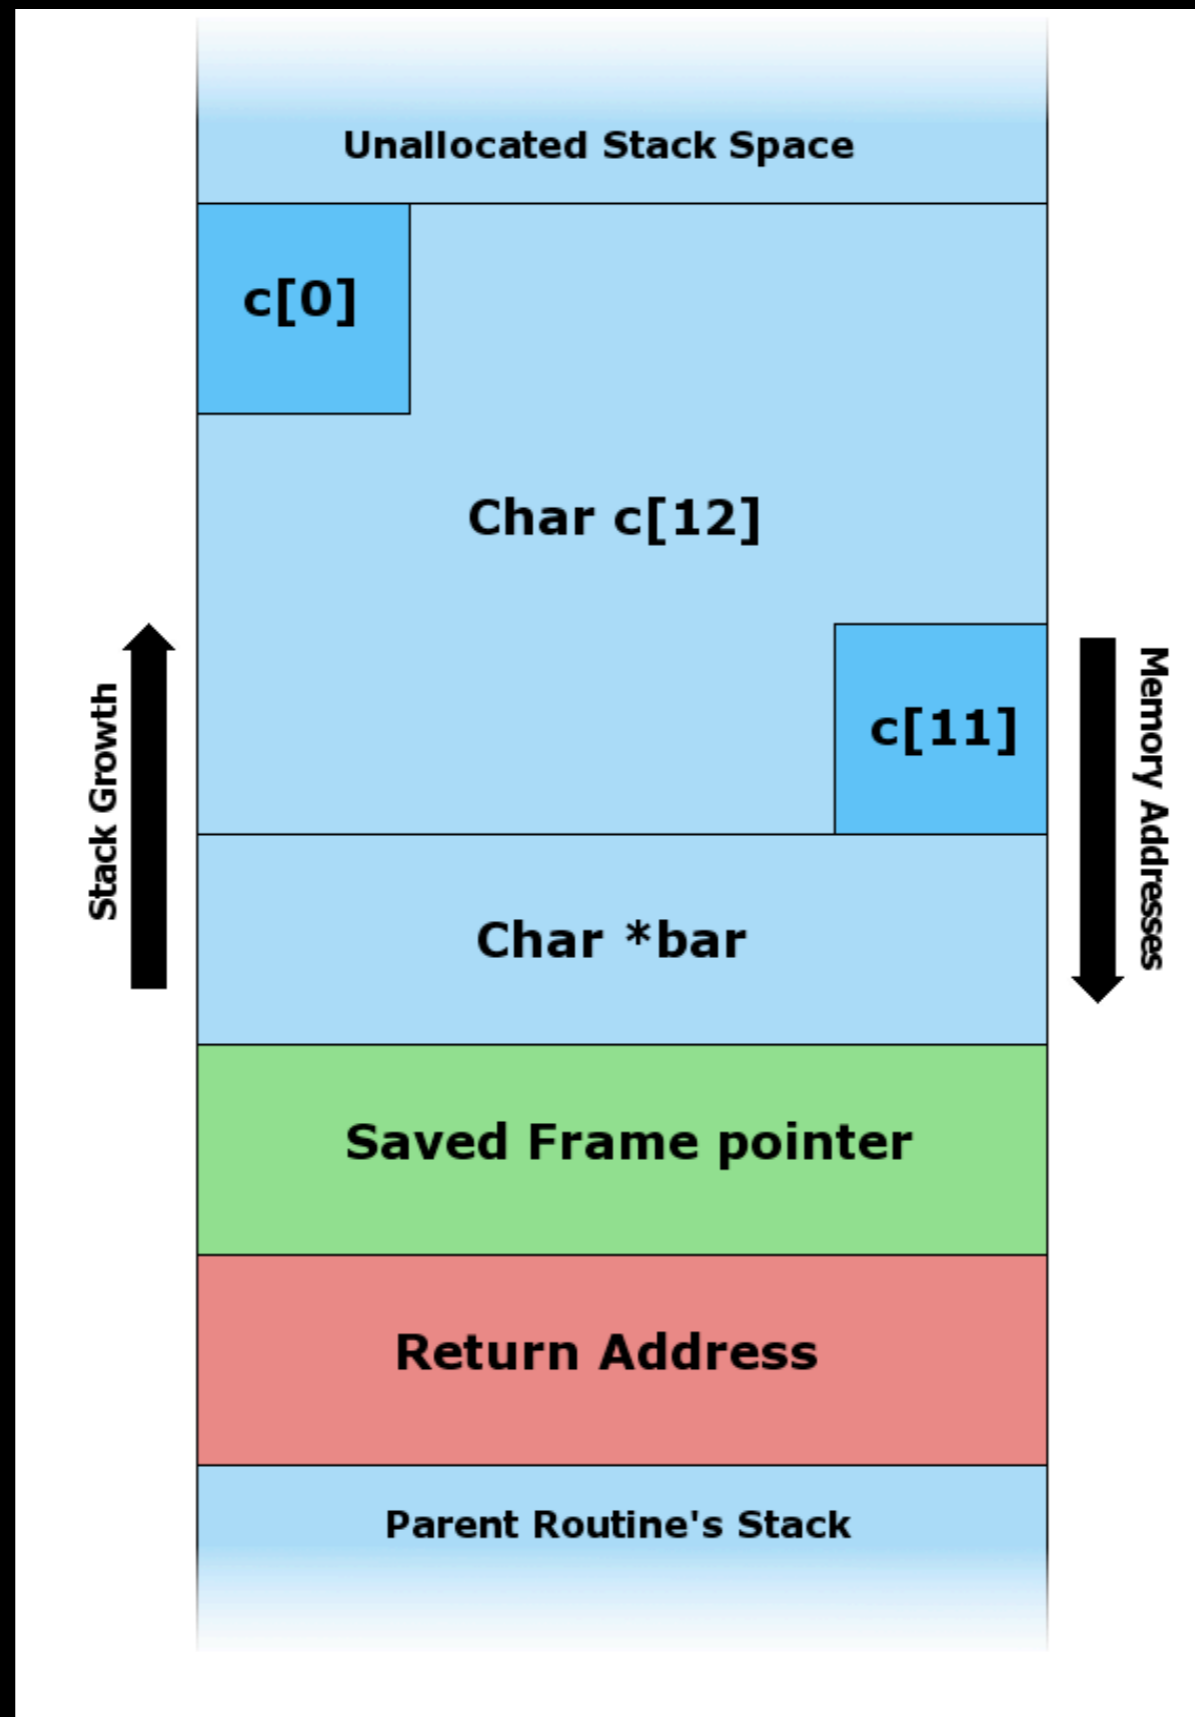 Unallocated Stack Space
c[0]
Char c[12]
c[11]
Stack Growth
Memory Addresses
Char *bar
Saved Frame pointer
Return Address
Parent Routine's Stack